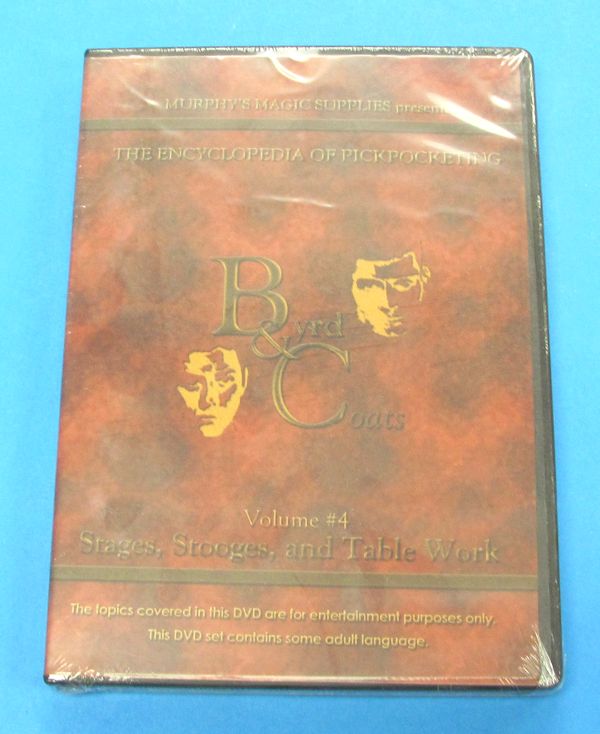 MURPHY'S MAGIC SUPPLIES present
THE ENCYCLOPEDIA OF PICKPOCKETING
Byrd
&
Coats
Volume #4
Stages, Stooges, and Table Work
The topics covered in this DVD are for entertainment purposes only.
This DVD set contains some adult language.